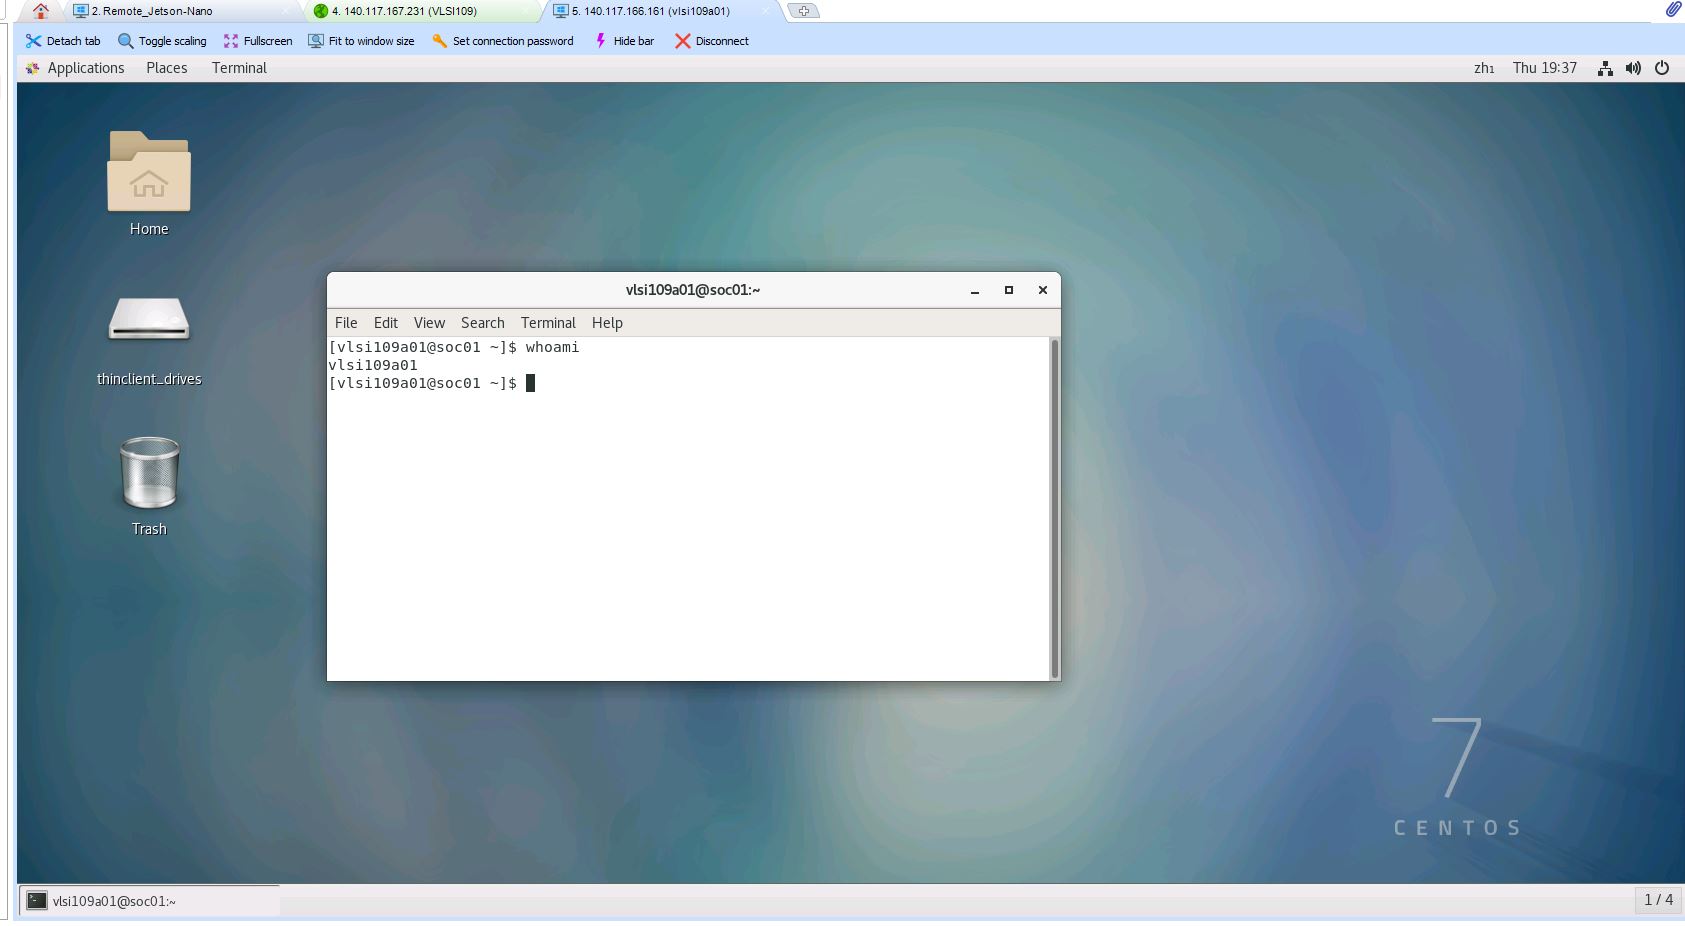 2. Remote_Jetson-Nano
4. 140.117.167.231 (VLSI109)
5. 140.117.166.161 (vlsi109a01)
Detach tab
Toggle scaling
Fullscreen
Fit to window size
Set connection password
Hide bar
Disconnect
Applications
Places
Terminal
zh₁
Thu 19:37
Home
thinclient_drives
Trash
vlsi109a01@soc01:~
File Edit View Search Terminal Help
[vlsi109a01@soc01 ~]$ whoami
vlsi109a01
[vlsi109a01@soc01 ~]$
7
CENTOS
vlsi109a01@soc01:~
1 / 4